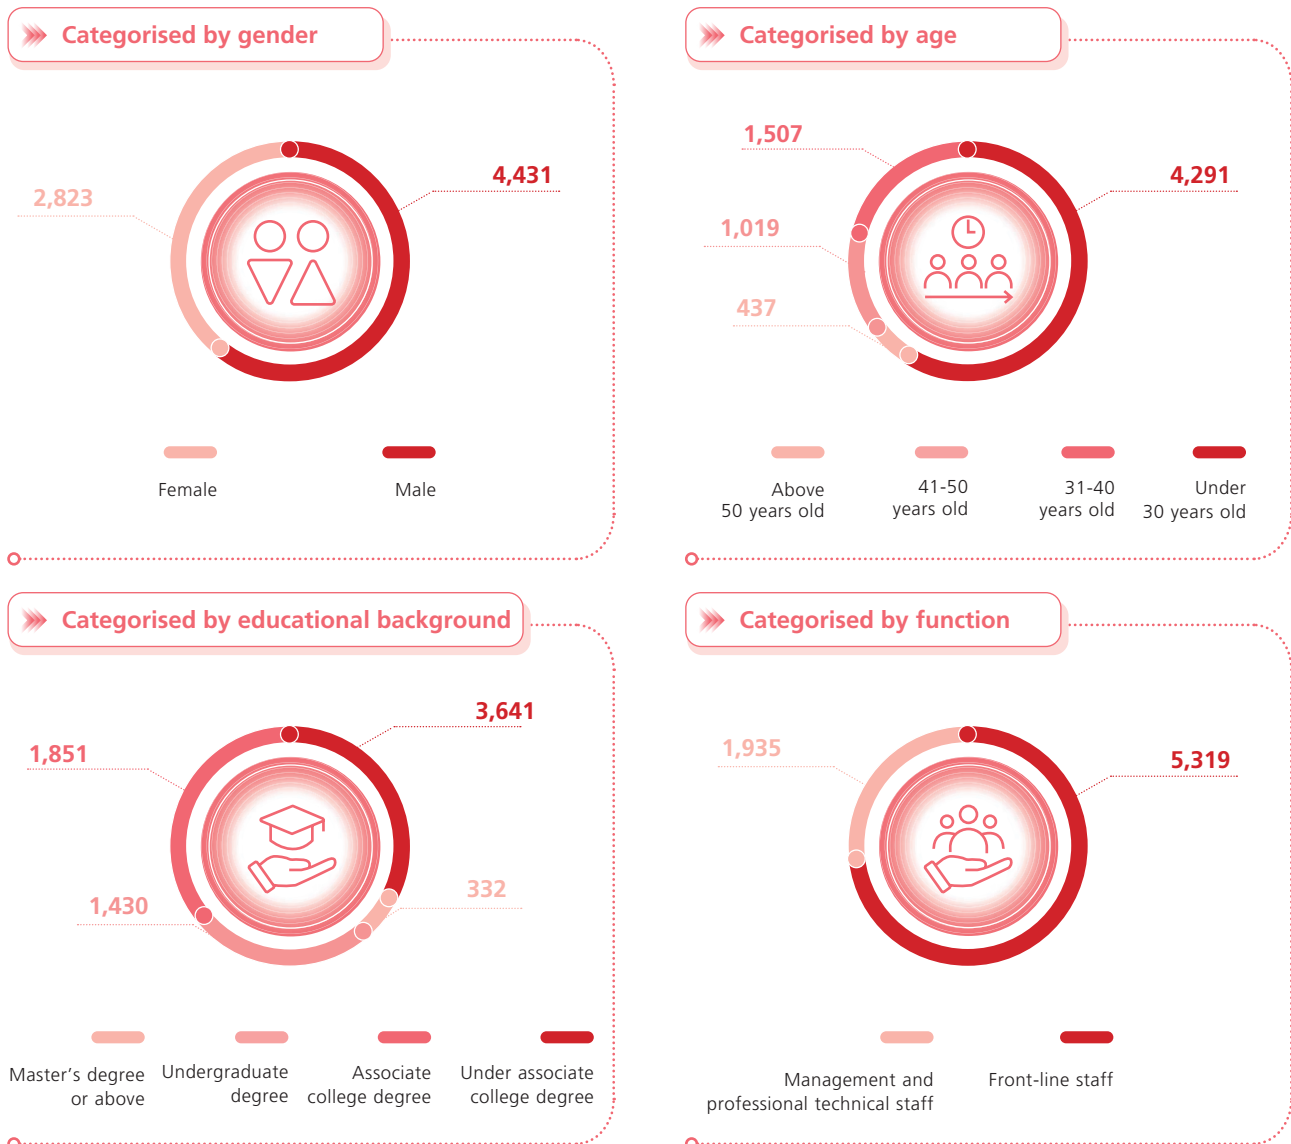 Categorised by gender
2,823
4,431
Female
Male
Categorised by age
1,507
4,291
1,019
437
Above
50 years old
41-50
years old
31-40
years old
Under
30 years old
Categorised by educational background
3,641
1,851
332
1,430
Master's degree
or above
Undergraduate
degree
Associate
college degree
Under associate
college degree
Categorised by function
1,935
5,319
Management and
professional technical staff
Front-line staff